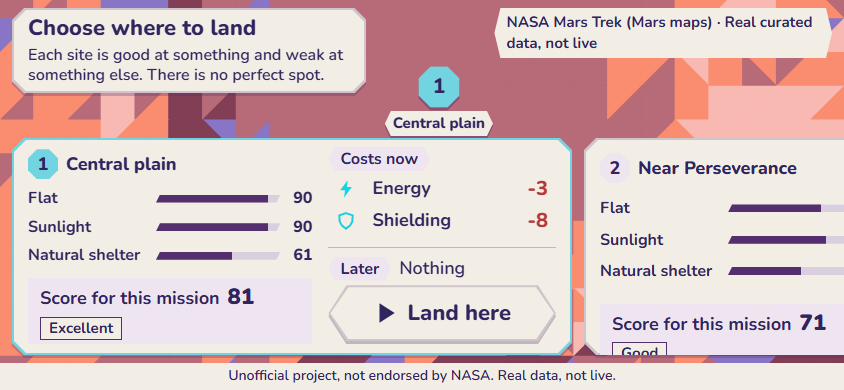 Choose where to land
Each site is good at something and weak at
something else. There is no perfect spot.
NASA Mars Trek (Mars maps) · Real curated
data, not live
1
Central plain
1 Central plain
Flat 90
Sunlight 90
Natural shelter 61
Score for this mission 81
Excellent
Costs now
Energy -3
Shielding -8
Later Nothing
Land here
2 Near Perseverance
Flat
Sunlight
Natural shelter
Score for this mission 71
Good
Unofficial project, not endorsed by NASA. Real data, not live.